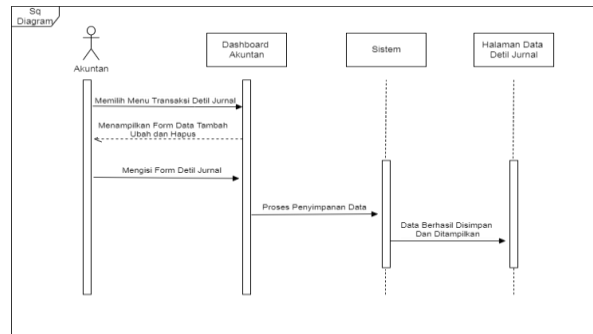 Sq
Diagram
Akuntan
Dashboard
Akuntan
Sistem
Halaman Data
Detil Jurnal
Memilih Menu Transaksi Detil Jurnal
Menampilkan Form Data Tambah
Ubah dan Hapus
Mengisi Form Detil Jurnal
Proses Penyimpanan Data
Data Berhasil Disimpan
Dan Ditampilkan